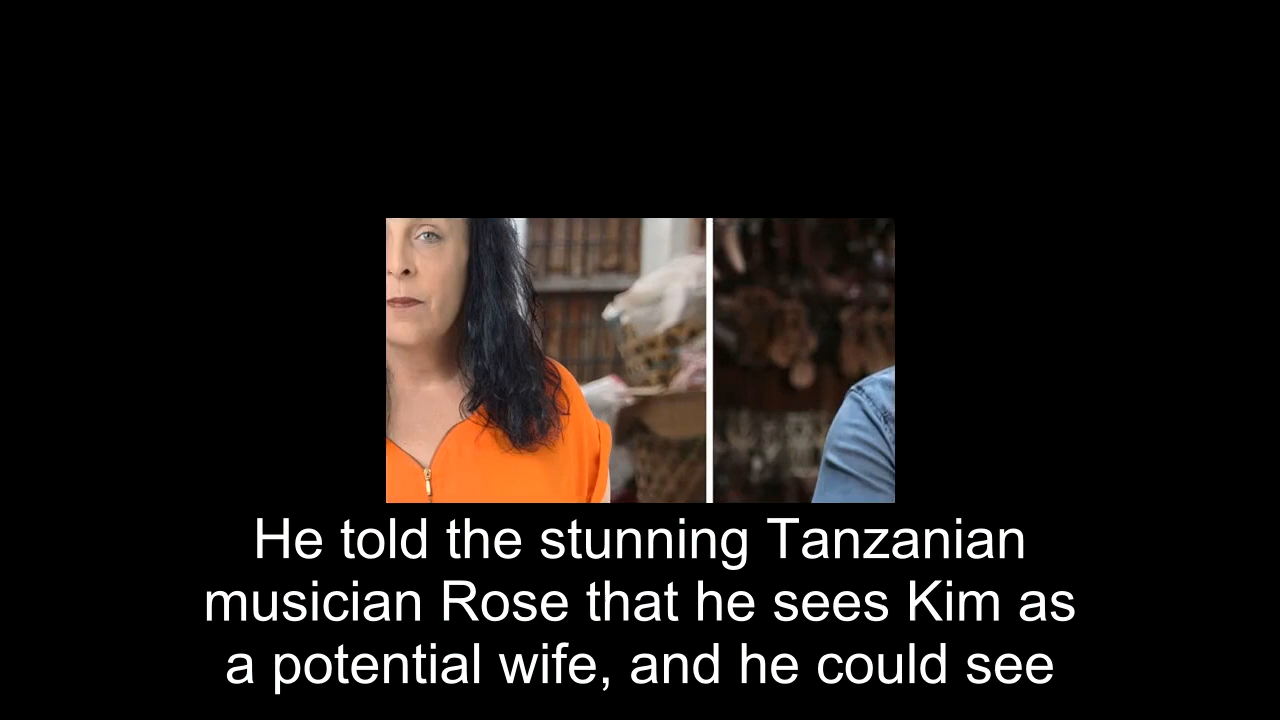 He told the stunning Tanzanian
musician Rose that he sees Kim as
a potential wife, and he could see